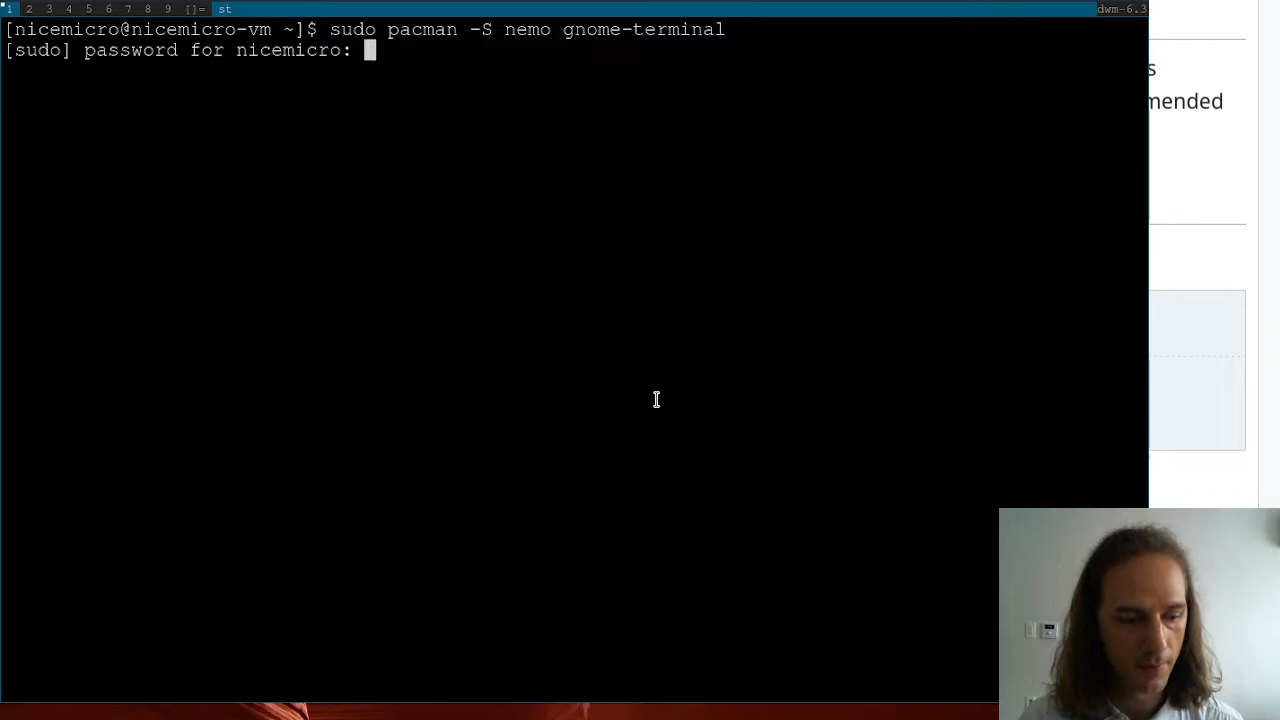 1 2 3 4 5 6 7 8 9 []= st dwm-6.3
[nicemicro@nicemicro-vm ~]$ sudo pacman -S nemo gnome-terminal
[sudo] password for nicemicro:
s
mended